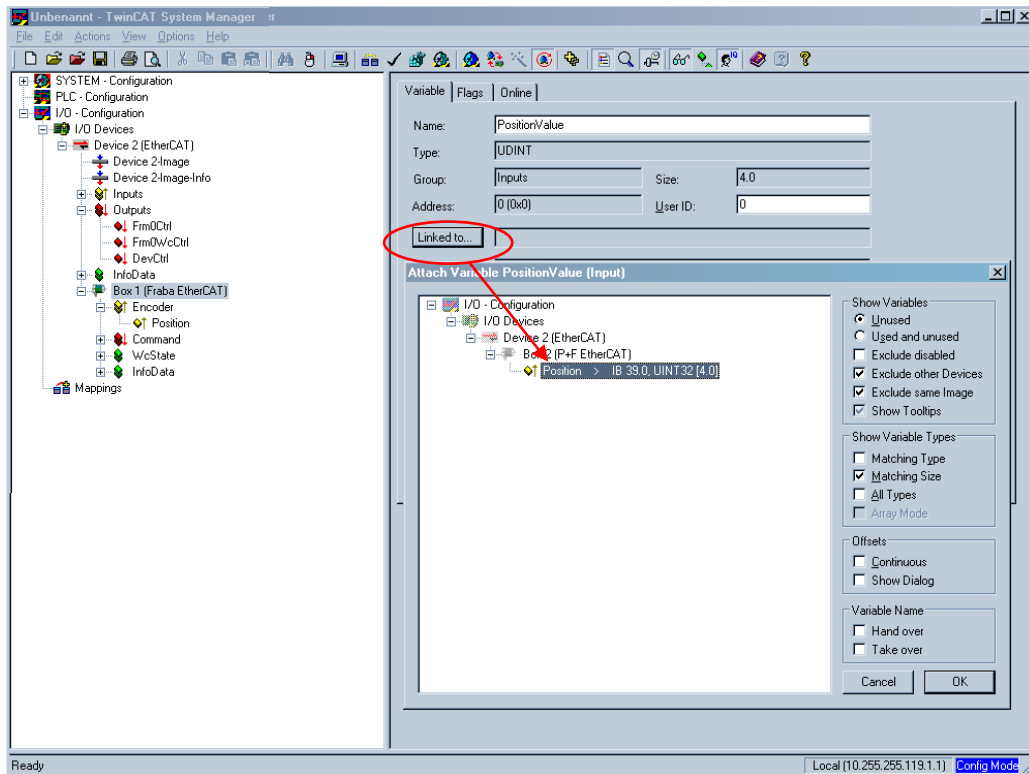 Unbenannt - TwinCAT System Manager
File Edit Actions View Options Help
SYSTEM - Configuration
PLC - Configuration
I/O - Configuration
I/O Devices
Device 2 (EtherCAT)
Device 2-Image
Device 2-Image-Info
Inputs
Outputs
Frm0Ctrl
Frm0WcCtrl
DevCtrl
InfoData
Box 1 (Fraba EtherCAT)
Encoder
Position
Command
WcState
InfoData
Mappings
Variable Flags Online
Name: PositionValue
Type: UDINT
Group: Inputs Size: 4.0
Address: 0 (0x0) User ID: 0
Linked to...
Attach Variable PositionValue (Input)
I/O - Configuration
I/O Devices
Device 2 (EtherCAT)
Box 2 (P+F EtherCAT)
Position > IB 39.0, UINT32 [4.0]
Show Variables
Unused
Used and unused
Exclude disabled
Exclude other Devices
Exclude same Image
Show Tooltips
Show Variable Types
Matching Type
Matching Size
All Types
Array Mode
Offsets
Continuous
Show Dialog
Variable Name
Hand over
Take over
Cancel OK
Ready Local (10.255.255.119.1.1) Config Mode